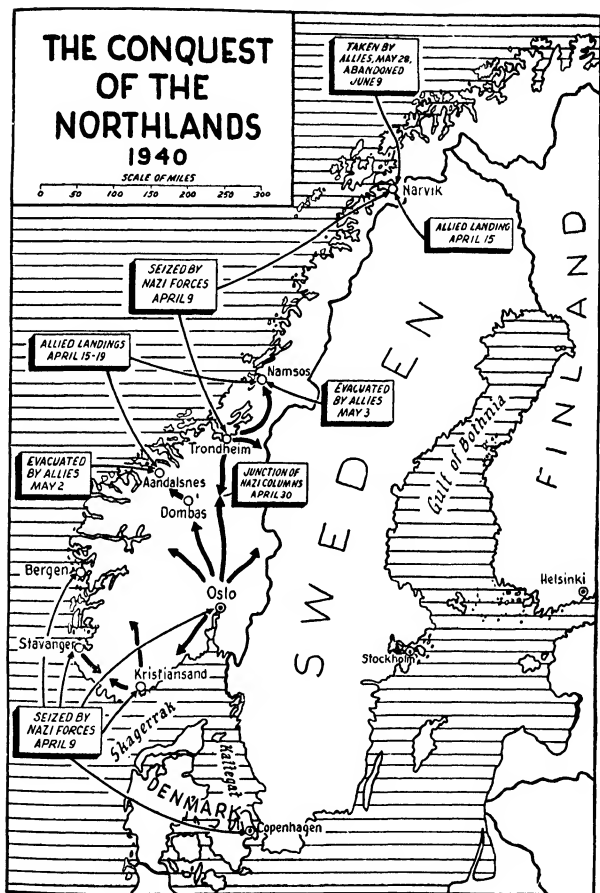 THE CONQUEST
OF THE
NORTHLANDS
1940
SCALE OF MILES
0 50 100 150 200 250 300
TAKEN BY
ALLIES, MAY 28,
ABANDONED
JUNE 9
Narvik
ALLIED LANDING
APRIL 15
SEIZED BY
NAZI FORCES
APRIL 9
ALLIED LANDINGS
APRIL 15-19
Namsos
EVACUATED
BY ALLIES
MAY 3
Trondheim
EVACUATED
BY ALLIES
MAY 2
Aandalsnes
JUNCTION OF
NAZI COLUMNS
APRIL 30
Dombas
SWEDEN
FINLAND
Gulf of Bothnia
Bergen
Oslo
Helsinki
Stavanger
Stockholm
Kristiansand
SEIZED BY
NAZI FORCES
APRIL 9
Skagerrak
Kattegat
DENMARK
Copenhagen